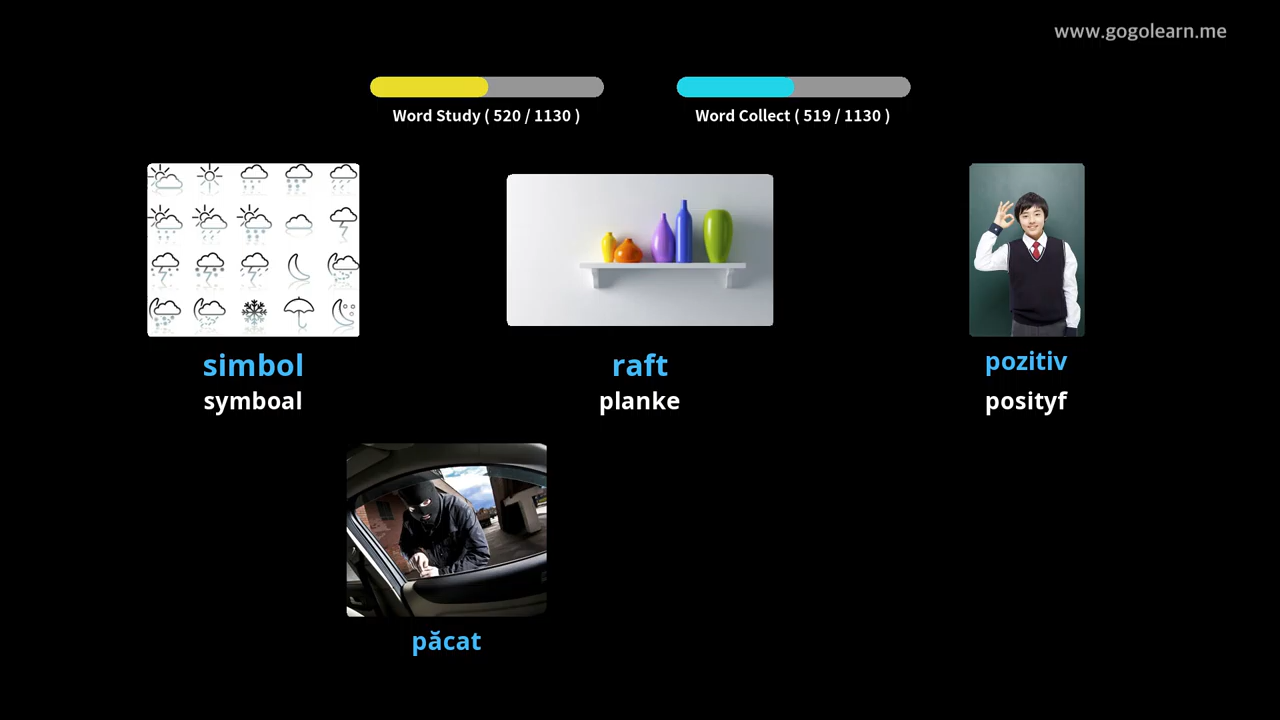 www.gogolearn.me
Word Study ( 520 / 1130 )
Word Collect ( 519 / 1130 )
simbol
symboal
raft
planke
pozitiv
posityf
păcat